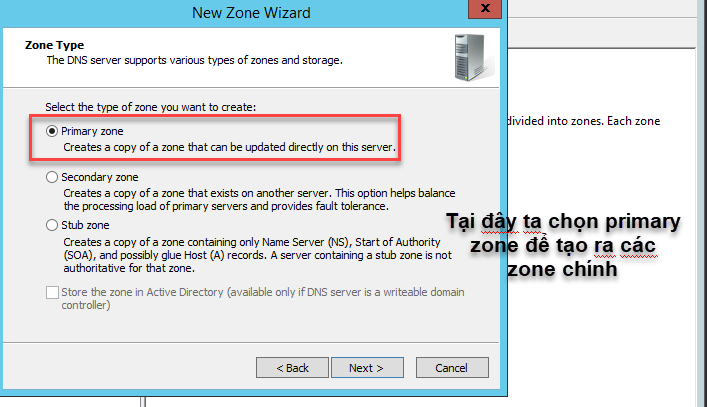 New Zone Wizard
x
Zone Type
The DNS server supports various types of zones and storage.
Select the type of zone you want to create:
Primary zone
Creates a copy of a zone that can be updated directly on this server.
divided into zones. Each zone
Secondary zone
Creates a copy of a zone that exists on another server. This option helps balance
the processing load of primary servers and provides fault tolerance.
Stub zone
Creates a copy of a zone containing only Name Server (NS), Start of Authority
(SOA), and possibly glue Host (A) records. A server containing a stub zone is not
authoritative for that zone.
Tại đây ta chọn primary
zone để tạo ra các
zone chính
Store the zone in Active Directory (available only if DNS server is a writeable domain
controller)
< Back
Next >
Cancel